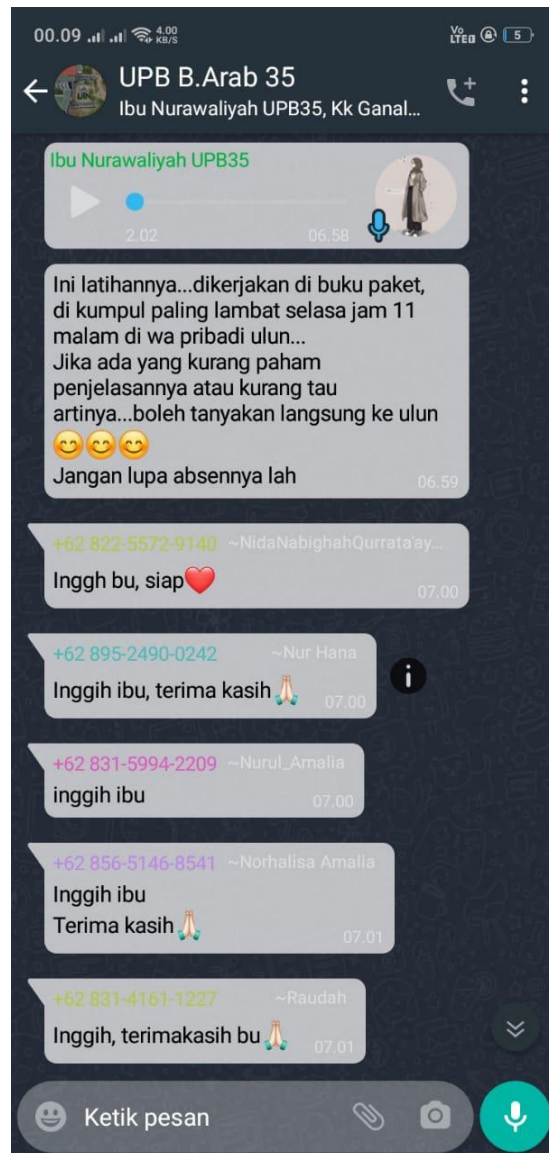 00.09 4.00 KB/S Vo LTE 5
UPB B.Arab 35
Ibu Nurawaliyah UPB35, Kk Ganal...
Ibu Nurawaliyah UPB35
2.02 06.58
Ini latihannya...dikerjakan di buku paket,
di kumpul paling lambat selasa jam 11
malam di wa pribadi ulun...
Jika ada yang kurang paham
penjelasannya atau kurang tau
artinya...boleh tanyakan langsung ke ulun
😊😊😊
Jangan lupa absennya lah 06.59
+62 822-5572-9140 ~NidaNabighahQurrata'ay...
Inggh bu, siap❤️ 07.00
+62 895-2490-0242 ~Nur Hana
Inggih ibu, terima kasih🙏🏻 07.00
+62 831-5994-2209 ~Nurul_Amalia
inggih ibu 07.00
+62 856-5146-8541 ~Norhalisa Amalia
Inggih ibu
Terima kasih🙏🏻 07.01
+62 831-4161-1227 ~Raudah
Inggih, terimakasih bu🙏🏻 07.01
Ketik pesan